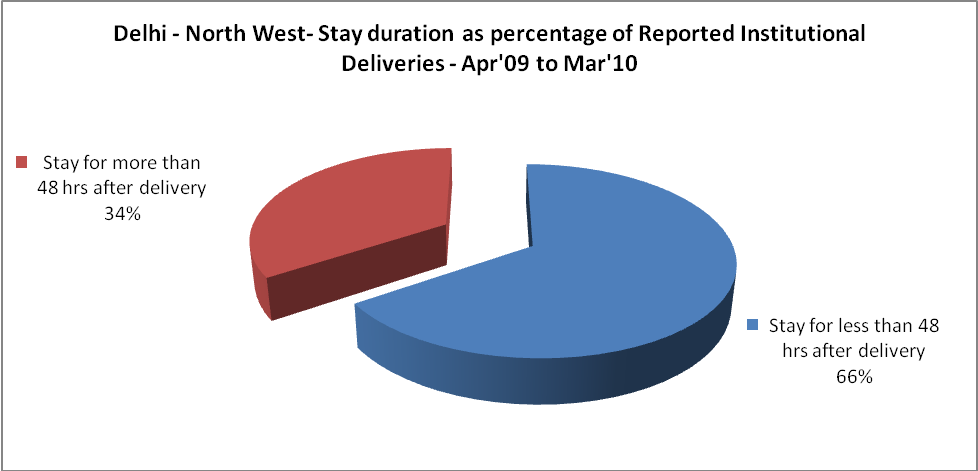 Delhi - North West- Stay duration as percentage of Reported Institutional
Deliveries - Apr'09 to Mar'10
Stay for more than
48 hrs after delivery
34%
Stay for less than 48
hrs after delivery
66%